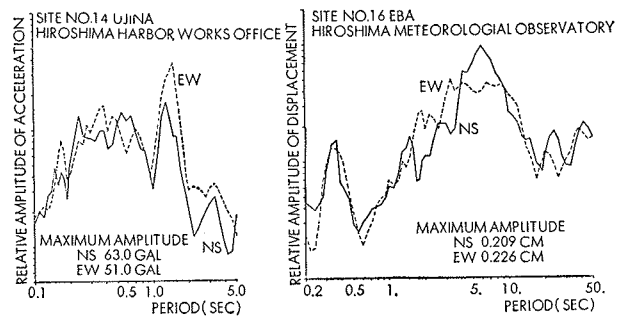 SITE NO.14 UJINA
HIROSHIMA HARBOR WORKS OFFICE
RELATIVE AMPLITUDE OF ACCELERATION
EW
NS
MAXIMUM AMPLITUDE
NS 63.0 GAL
EW 51.0 GAL
0.1 0.5 1.0 5.0
PERIOD(SEC)
SITE NO.16 EBA
HIROSHIMA METEOROLOGIAL OBSERVATORY
RELATIVE AMPLITUDE OF DISPLACEMENT
EW
NS
MAXIMUM AMPLITUDE
NS 0.209 CM
EW 0.226 CM
0.2 0.5 1. 5. 10. 50.
PERIOD(SEC)